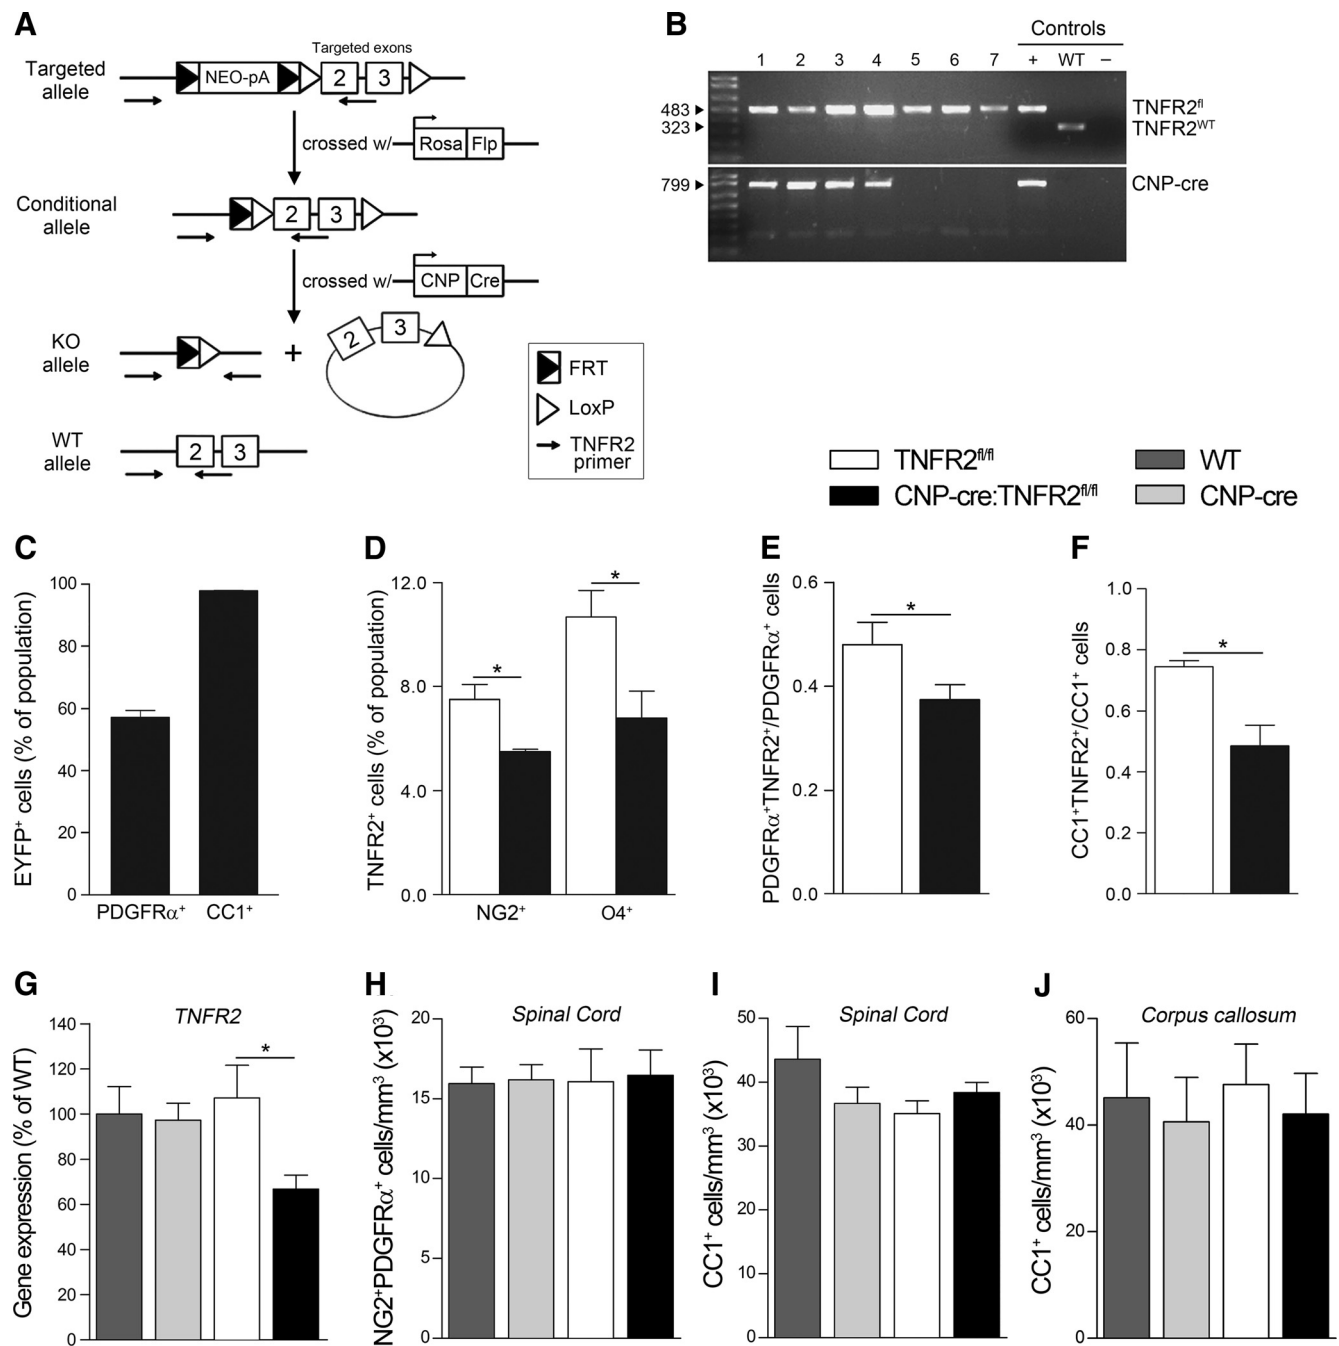 A
Targeted exons
Targeted
allele
NEO-pA
2
3
crossed w/
Rosa
Flp
Conditional
allele
2
3
crossed w/
CNP
Cre
KO
allele
+
2
3
WT
allele
2
3
FRT
LoxP
TNFR2
primer
B
Controls
1 2 3 4 5 6 7 + WT –
483
323
TNFR2fl
TNFR2WT
799
CNP-cre
TNFR2fl/fl
WT
CNP-cre:TNFR2fl/fl
CNP-cre
C
EYFP+ cells (% of population)
100
80
60
40
20
0
PDGFRα+ CC1+
D
TNFR2+ cells (% of population)
12.0
8.0
4.0
0.0
*
*
NG2+ O4+
E
PDGFRα+TNFR2+/PDGFRα+ cells
0.6
0.4
0.2
0.0
*
F
CC1+TNFR2+/CC1+ cells
1.0
0.8
0.6
0.4
0.2
0.0
*
G
TNFR2
Gene expression (% of WT)
140
120
100
80
60
40
20
0
*
H
Spinal Cord
NG2+PDGFRα+ cells/mm3 (x103)
20
15
10
5
0
I
Spinal Cord
CC1+ cells/mm3 (x103)
50
40
30
20
10
0
J
Corpus callosum
CC1+ cells/mm3 (x103)
60
40
20
0